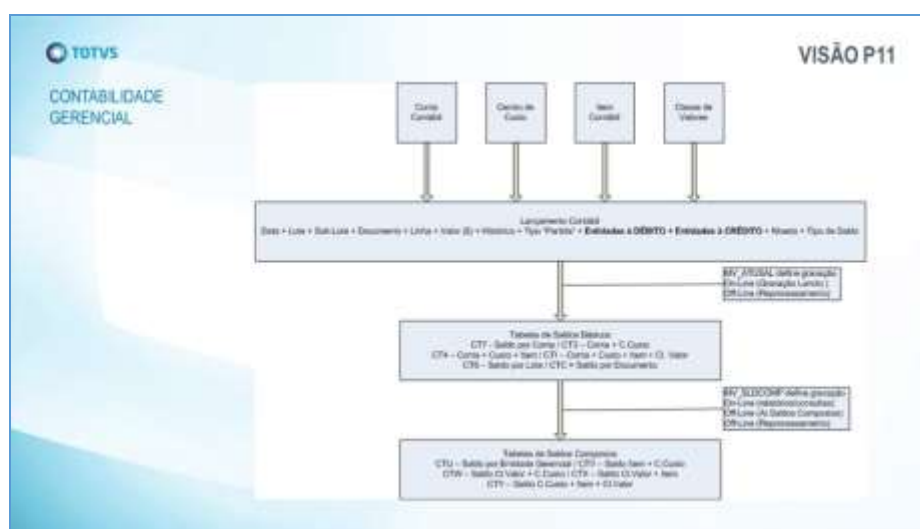 TOTVS
VISÃO P11
CONTABILIDADE
GERENCIAL
Conta
Contábil
Centro de
Custo
Item
Contábil
Classe de
Valores
Lançamento Contábil
Data + Lote + Sub-Lote + Documento + Linha + Valor ($) + Histórico + Tipo "Partida" + Entidades à DÉBITO + Entidades à CRÉDITO + Moeda + Tipo de Saldo
MV_ATUSAL define gravação
On-Line (Gravação Lancto.)
Off-Line (Reprocessamento)
Tabelas de Saldos Básicos
CT7 - Saldo por Conta / CT3 – Conta + C.Custo
CT4 – Conta + Custo + Item / CTI – Conta + Custo + Item + Cl. Valor
CT6 – Saldo por Lote / CTC = Saldo por Documento
MV_SLDCOMP define gravação
On-Line (relatórios/consultas)
Off-Line (At Saldos Compostos)
Off-Line (Reprocessamento)
Tabelas de Saldos Compostos
CTU – Saldo por Entidade Gerencial / CTV – Saldo Item + C.Custo
CTW – Saldo Cl.Valor + C.Custo / CTX – Saldo Cl.Valor + Item
CTY – Saldo C.Custo + Item + Cl.Valor